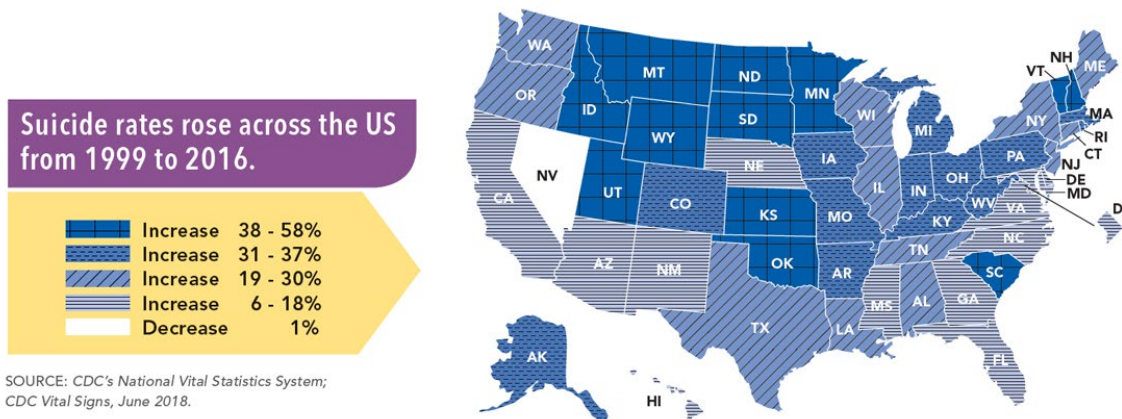 Suicide rates rose across the US
from 1999 to 2016.
Increase 38 - 58%
Increase 31 - 37%
Increase 19 - 30%
Increase 6 - 18%
Decrease 1%
SOURCE: CDC's National Vital Statistics System;
CDC Vital Signs, June 2018.
WA
OR
CA
NV
ID
MT
WY
UT
AZ
CO
NM
ND
SD
NE
KS
OK
TX
MN
IA
MO
AR
LA
WI
IL
MI
IN
OH
KY
TN
MS
AL
GA
FL
SC
NC
VA
WV
PA
NY
VT
NH
ME
MA
RI
CT
NJ
DE
MD
D
AK
HI